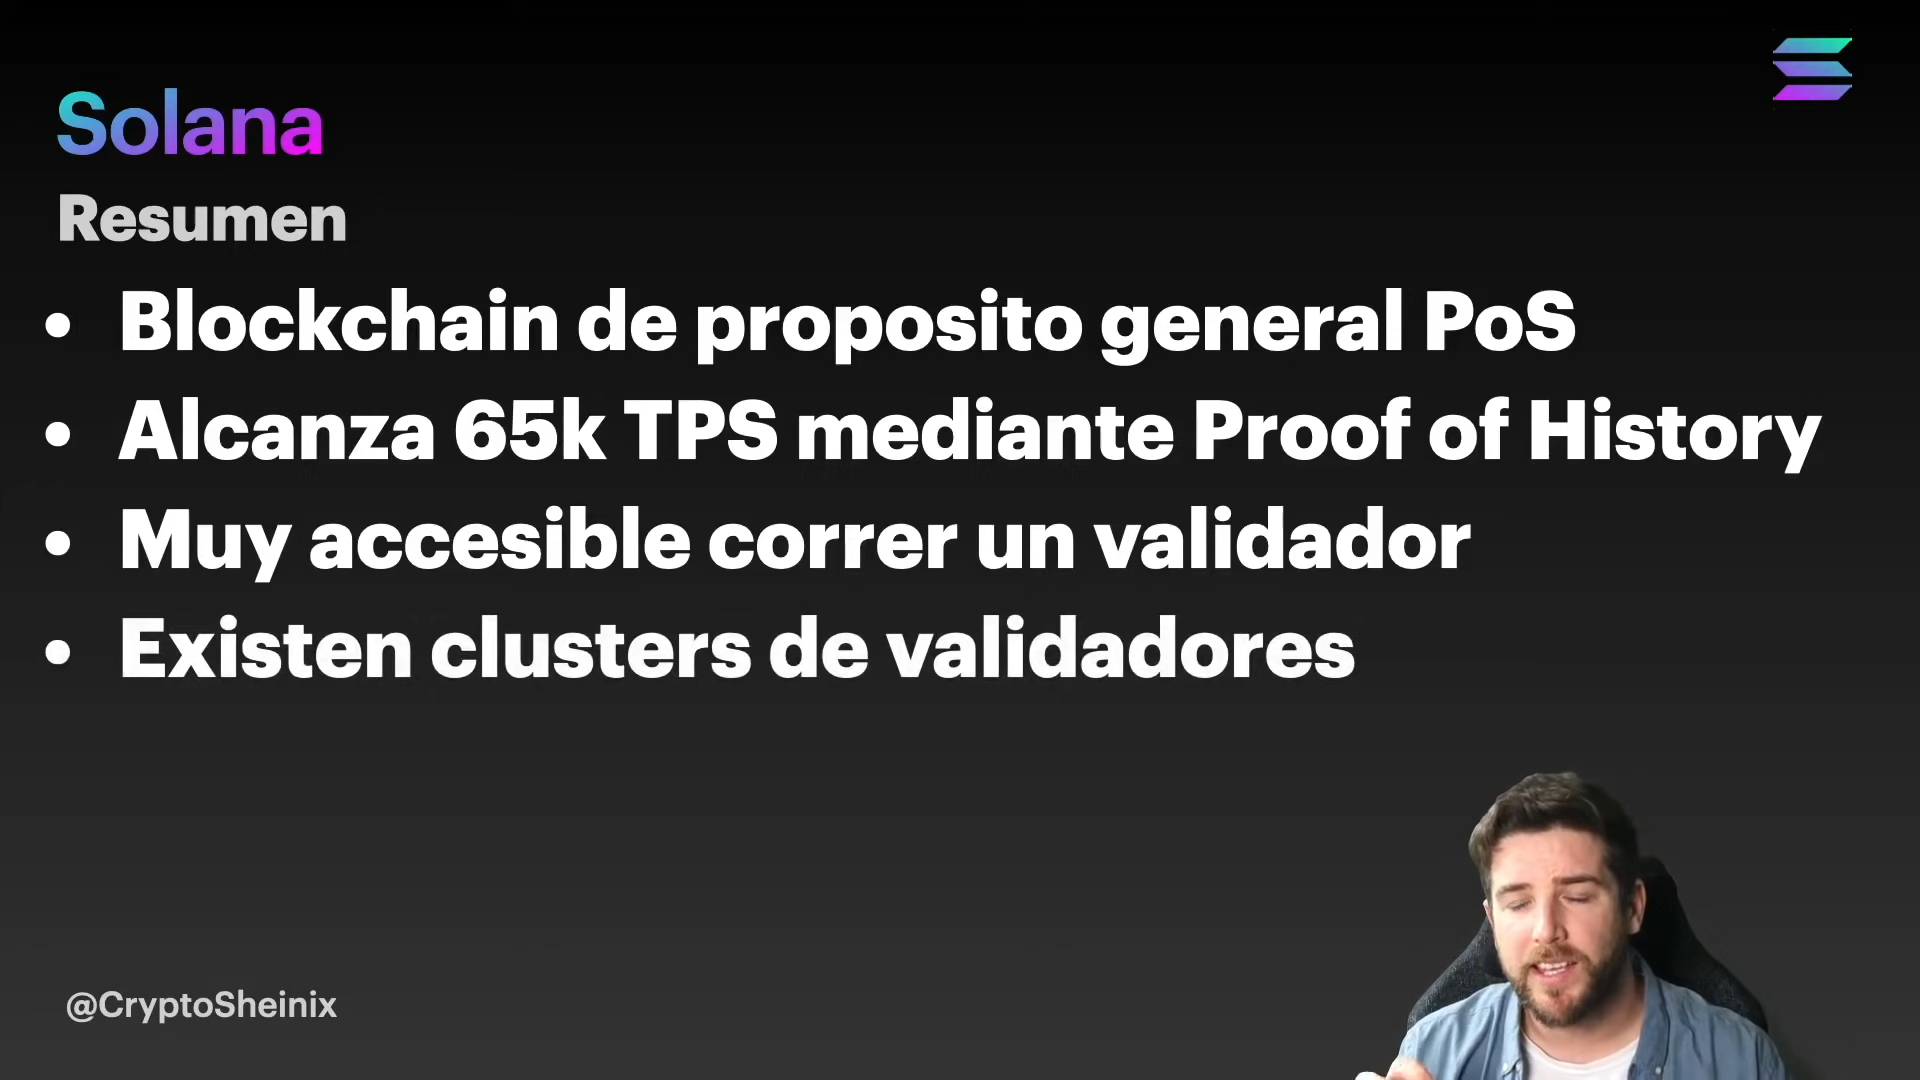 Solana
Resumen
• Blockchain de proposito general PoS
• Alcanza 65k TPS mediante Proof of History
• Muy accesible correr un validador
• Existen clusters de validadores
@CryptoSheinix